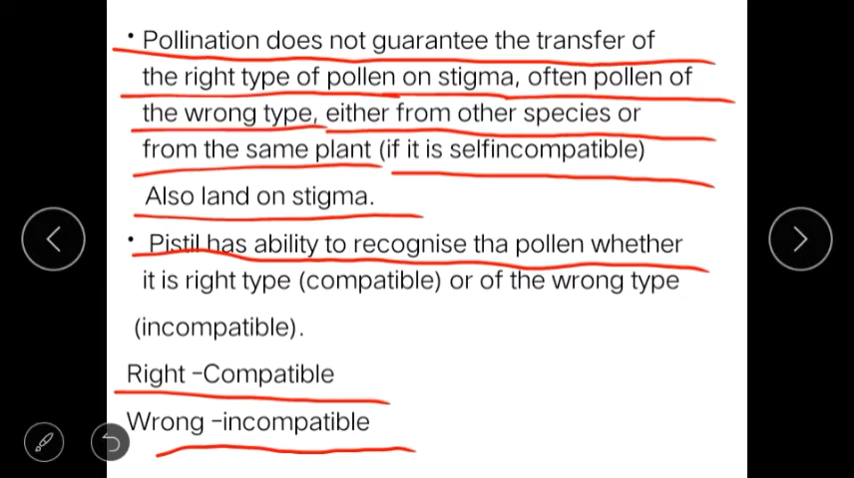 • Pollination does not guarantee the transfer of
the right type of pollen on stigma, often pollen of
the wrong type, either from other species or
from the same plant (if it is selfincompatible)
Also land on stigma.
• Pistil has ability to recognise tha pollen whether
it is right type (compatible) or of the wrong type
(incompatible).
Right -Compatible
Wrong -incompatible